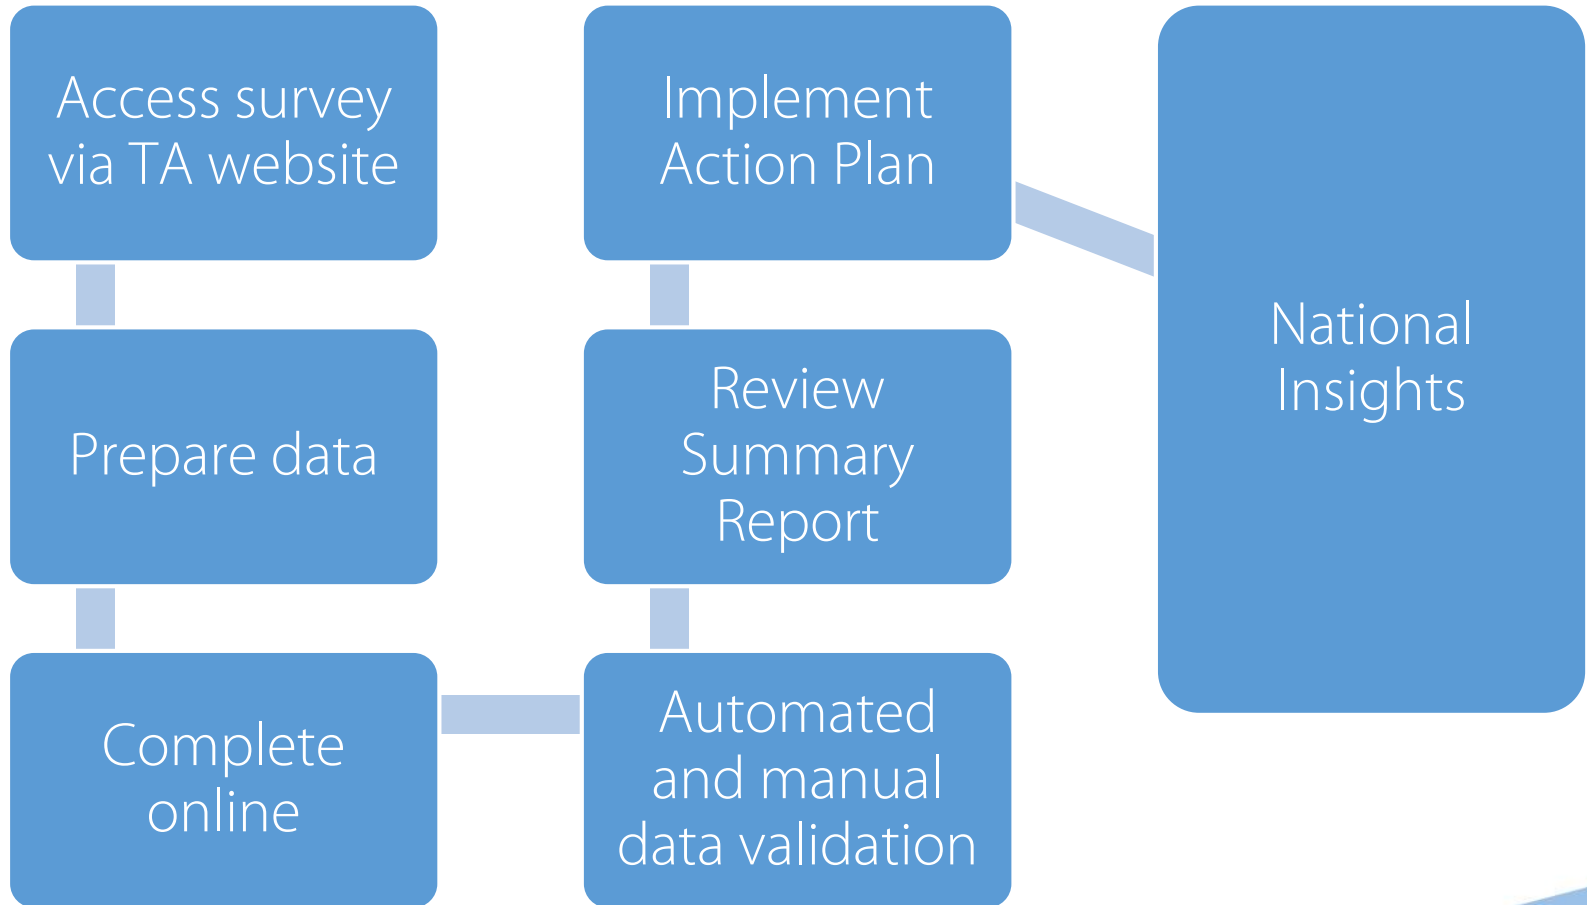 Access survey
via TA website
Prepare data
Complete
online
Automated
and manual
data validation
Review
Summary
Report
Implement
Action Plan
National
Insights